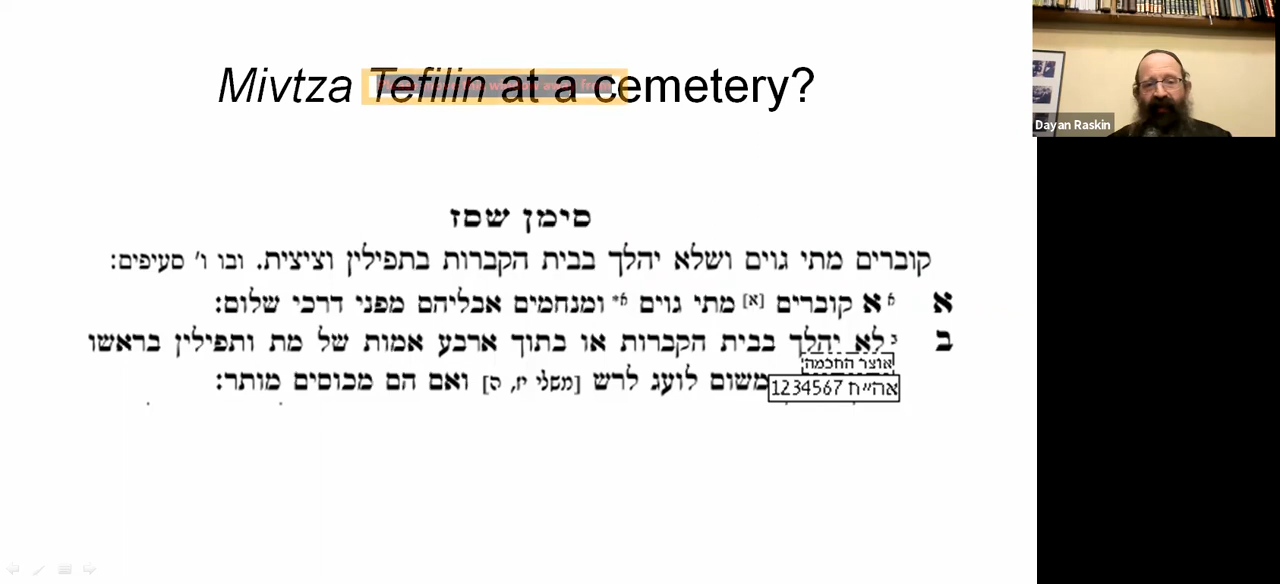 Mivtza Tefilin at a cemetery?
Dayan Raskin
סימן שסז
קוברים מתי גוים ושלא יהלך בבית הקברות בתפילין וציצית. ובו ו' סעיפים:
א א א קוברים [א] מתי גוים א* ומנחמים אבליהם מפני דרכי שלום:
ב ב לא יהלך בבית הקברות או בתוך ארבע אמות של מת ותפילין בראשו
אוצר החכמה
משום לועג לרש [משלי יז, ה] ואם הם מכוסים מותר:
אה״ח 1234567